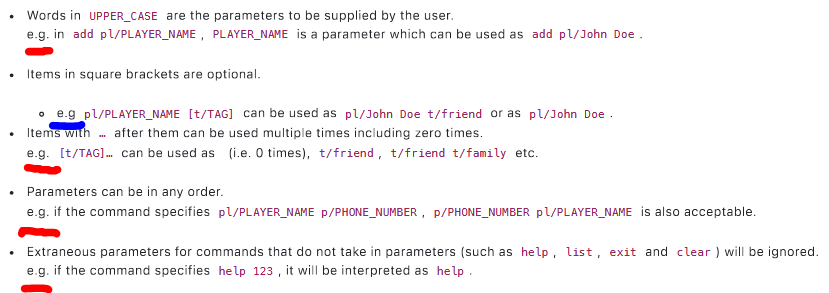 • Words in UPPER_CASE are the parameters to be supplied by the user.
e.g. in add pl/PLAYER_NAME , PLAYER_NAME is a parameter which can be used as add pl/John Doe .
• Items in square brackets are optional.
◦ e.g pl/PLAYER_NAME [t/TAG] can be used as pl/John Doe t/friend or as pl/John Doe .
• Items with … after them can be used multiple times including zero times.
e.g. [t/TAG]… can be used as (i.e. 0 times), t/friend , t/friend t/family etc.
• Parameters can be in any order.
e.g. if the command specifies pl/PLAYER_NAME p/PHONE_NUMBER , p/PHONE_NUMBER pl/PLAYER_NAME is also acceptable.
• Extraneous parameters for commands that do not take in parameters (such as help , list , exit and clear ) will be ignored.
e.g. if the command specifies help 123 , it will be interpreted as help .